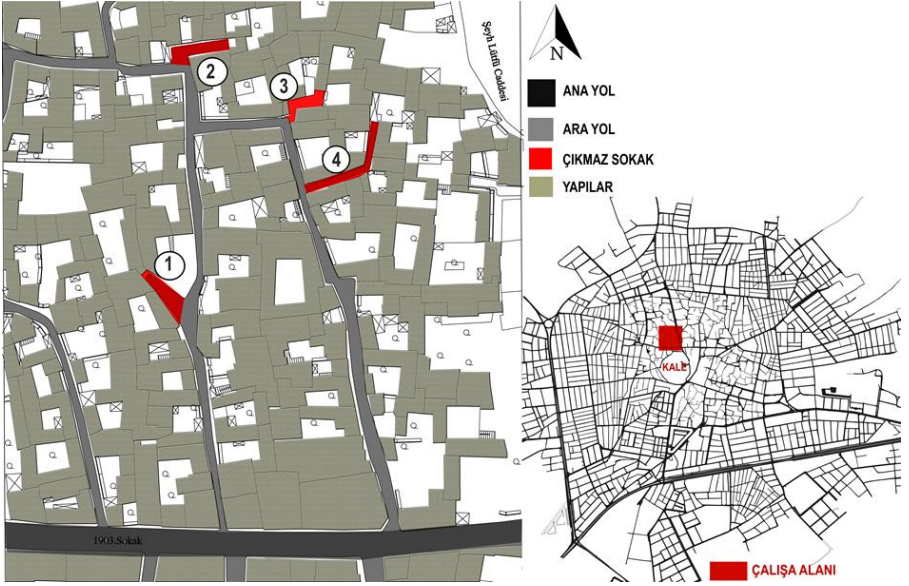 Şeyh Lütfü Caddesi
2
3
4
1
1903.Sokak
N
ANA YOL
ARA YOL
ÇIKMAZ SOKAK
YAPILAR
KALE
ÇALIŞA ALANI